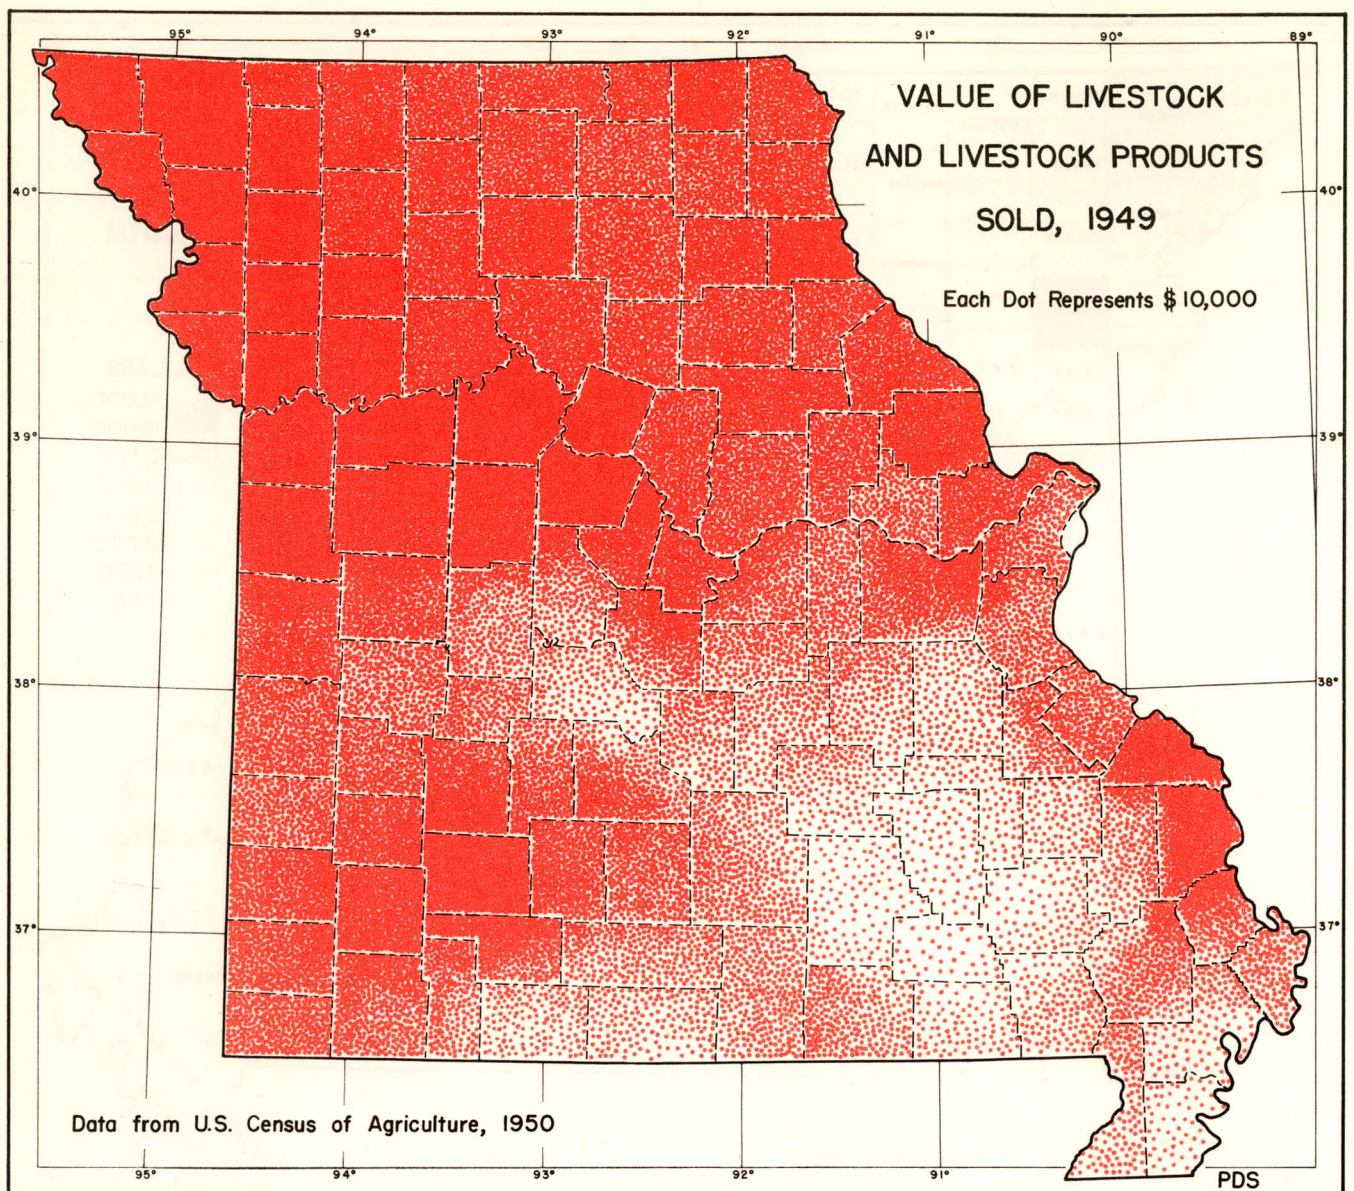 95° 94° 93° 92° 91° 90° 89°
VALUE OF LIVESTOCK
AND LIVESTOCK PRODUCTS
SOLD, 1949
Each Dot Represents $10,000
40° 40°
39° 39°
38° 38°
37° 37°
Data from U.S. Census of Agriculture, 1950
95° 94° 93° 92° 91°
PDS